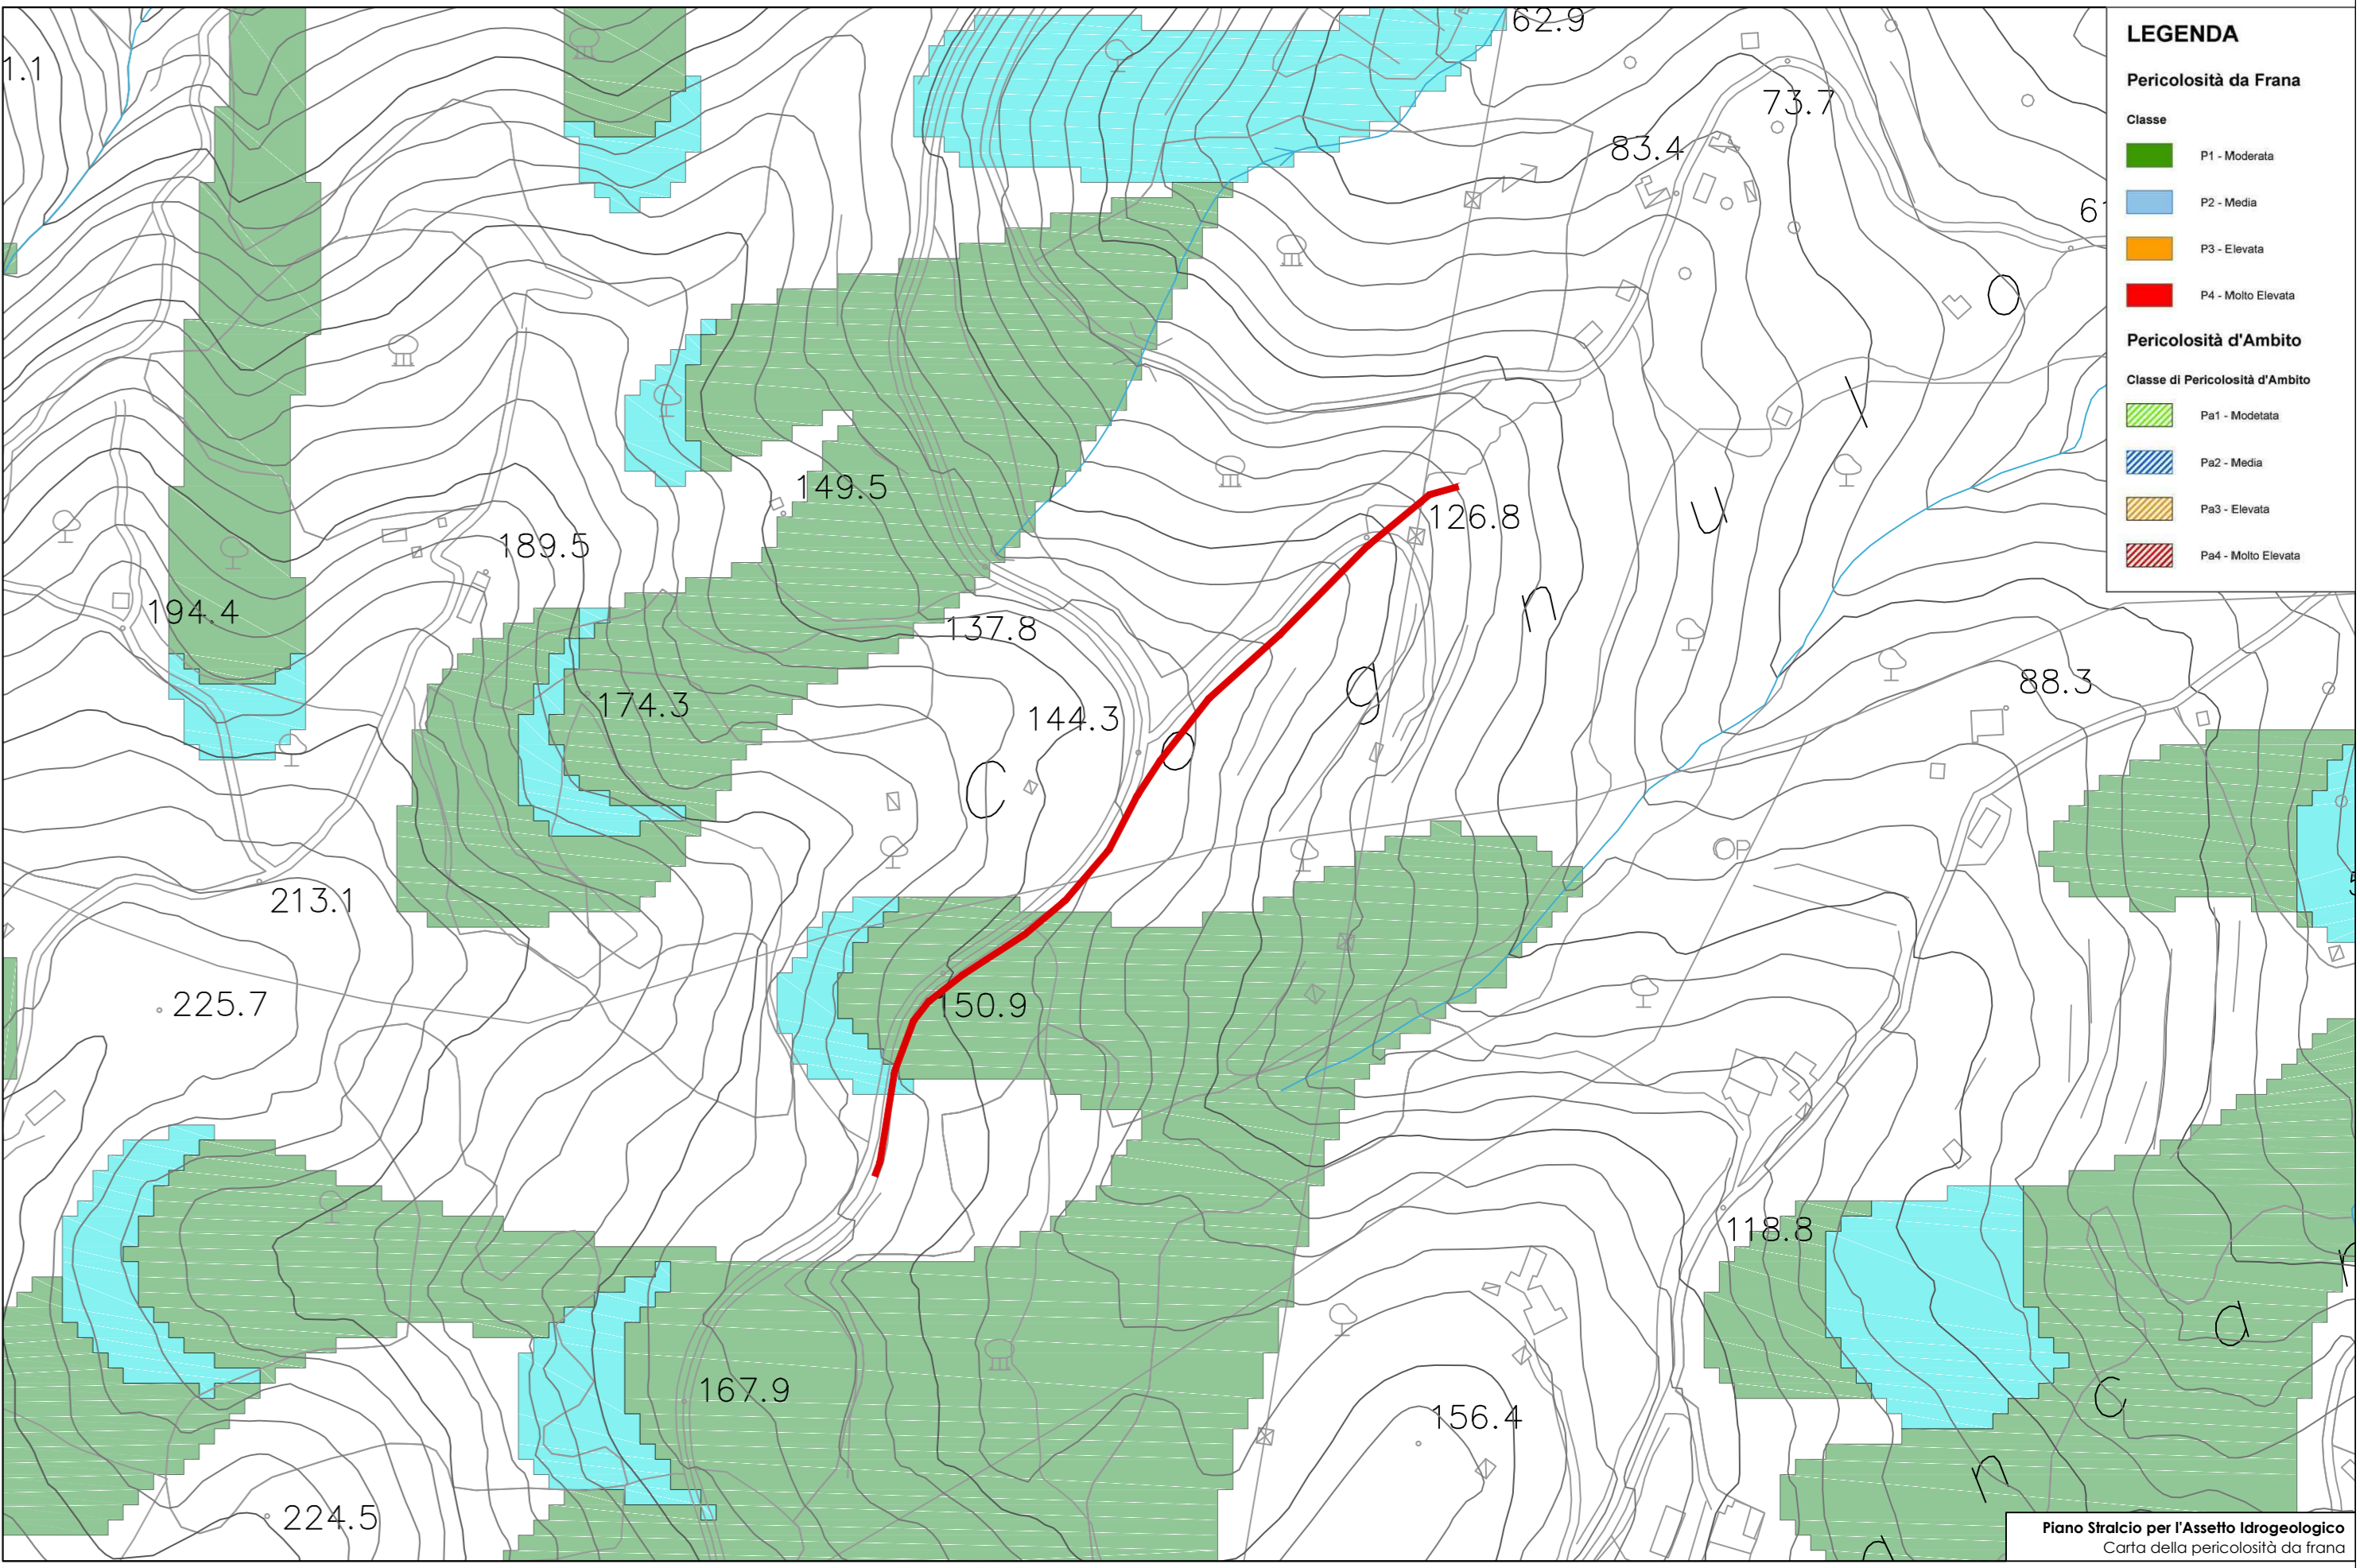 62.9
1.1
73.7
83.4
61
149.5
126.8
189.5
194.4
137.8
174.3
144.3
88.3
213.1
225.7
150.9
118.8
167.9
156.4
224.5
C o g n u l o
P
n
d
c
n
d
LEGENDA
Pericolosità da Frana
Classe
P1 - Moderata
P2 - Media
P3 - Elevata
P4 - Molto Elevata
Pericolosità d'Ambito
Classe di Pericolosità d'Ambito
Pa1 - Modetata
Pa2 - Media
Pa3 - Elevata
Pa4 - Molto Elevata
Piano Stralcio per l'Assetto Idrogeologico
Carta della pericolosità da frana